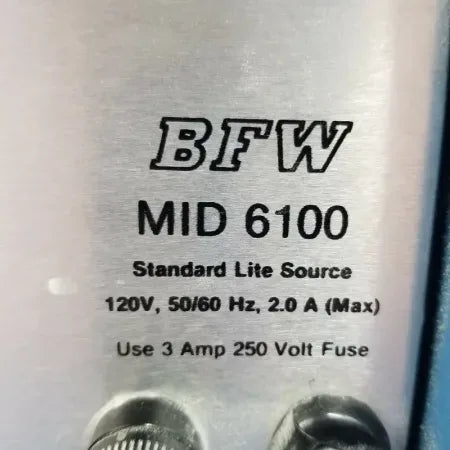 BFW
MID 6100
Standard Lite Source
120V, 50/60 Hz, 2.0 A (Max)
Use 3 Amp 250 Volt Fuse